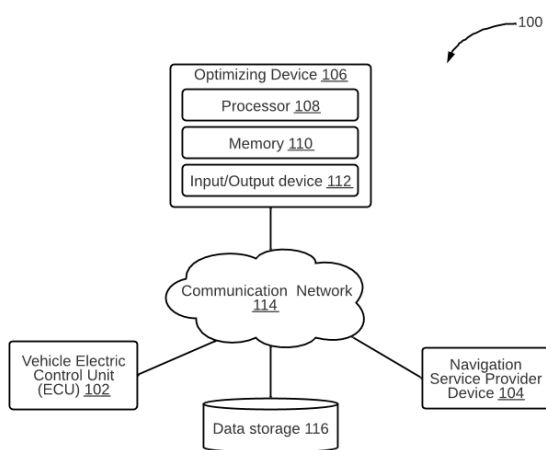 100
Optimizing Device 106
Processor 108
Memory 110
Input/Output device 112
Communication Network
114
Vehicle Electric
Control Unit
(ECU) 102
Navigation
Service Provider
Device 104
Data storage 116